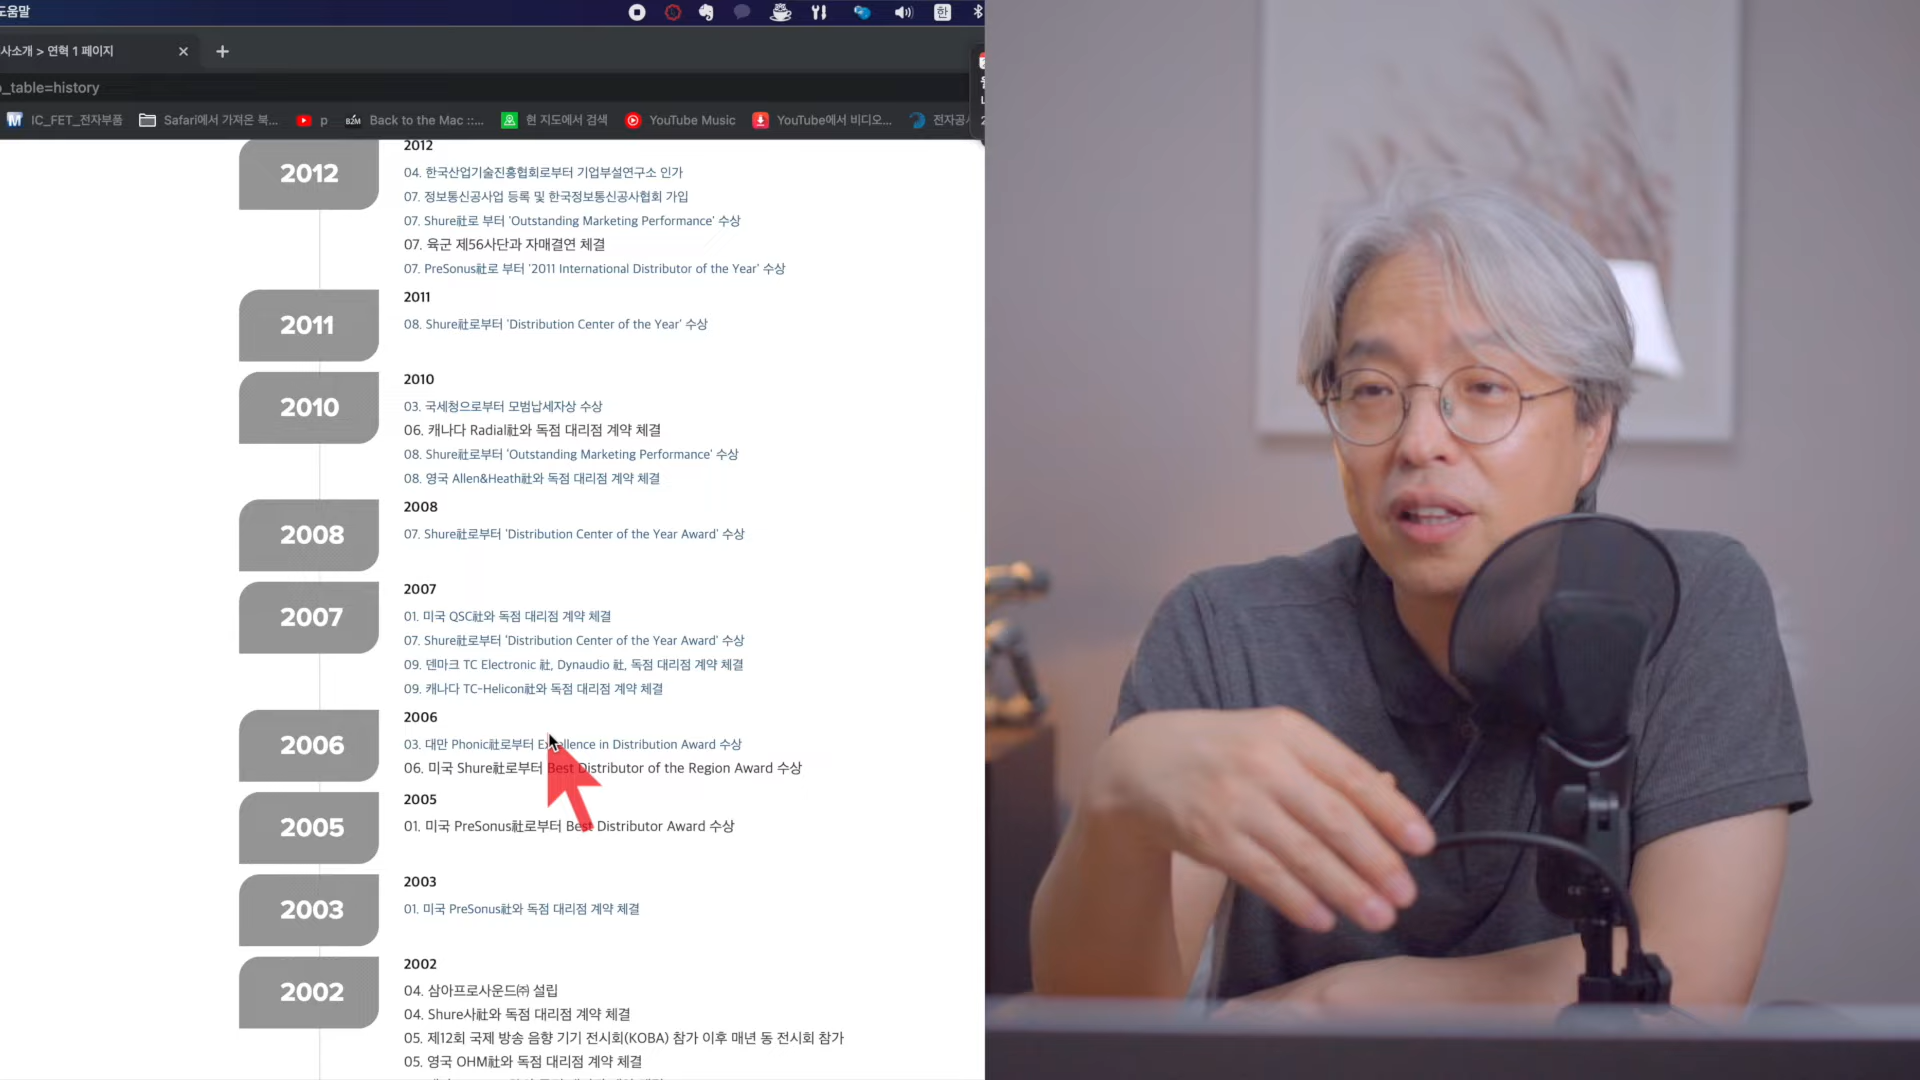 도움말
사소개 > 연혁 1 페이지
_table=history
IC_FET_전자부품
Safari에서 가져온 북...
p
B2M
Back to the Mac ::...
현 지도에서 검색
YouTube Music
YouTube에서 비디오...
전자공
한
2012
2012
04. 한국산업기술진흥협회로부터 기업부설연구소 인가
07. 정보통신공사업 등록 및 한국정보통신공사협회 가입
07. Shure社로 부터 'Outstanding Marketing Performance' 수상
07. 육군 제56사단과 자매결연 체결
07. PreSonus社로 부터 '2011 International Distributor of the Year' 수상
2011
2011
08. Shure社로부터 'Distribution Center of the Year' 수상
2010
2010
03. 국세청으로부터 모범납세자상 수상
06. 캐나다 Radial社와 독점 대리점 계약 체결
08. Shure社로부터 'Outstanding Marketing Performance' 수상
08. 영국 Allen&Heath社와 독점 대리점 계약 체결
2008
2008
07. Shure社로부터 'Distribution Center of the Year Award' 수상
2007
2007
01. 미국 QSC社와 독점 대리점 계약 체결
07. Shure社로부터 'Distribution Center of the Year Award' 수상
09. 덴마크 TC Electronic 社, Dynaudio 社, 독점 대리점 계약 체결
09. 캐나다 TC-Helicon社와 독점 대리점 계약 체결
2006
2006
03. 대만 Phonic社로부터 Excellence in Distribution Award 수상
06. 미국 Shure社로부터 Best Distributor of the Region Award 수상
2005
2005
01. 미국 PreSonus社로부터 Best Distributor Award 수상
2003
2003
01. 미국 PreSonus社와 독점 대리점 계약 체결
2002
2002
04. 삼아프로사운드㈜ 설립
04. Shure사社와 독점 대리점 계약 체결
05. 제12회 국제 방송 음향 기기 전시회(KOBA) 참가 이후 매년 동 전시회 참가
05. 영국 OHM社와 독점 대리점 계약 체결